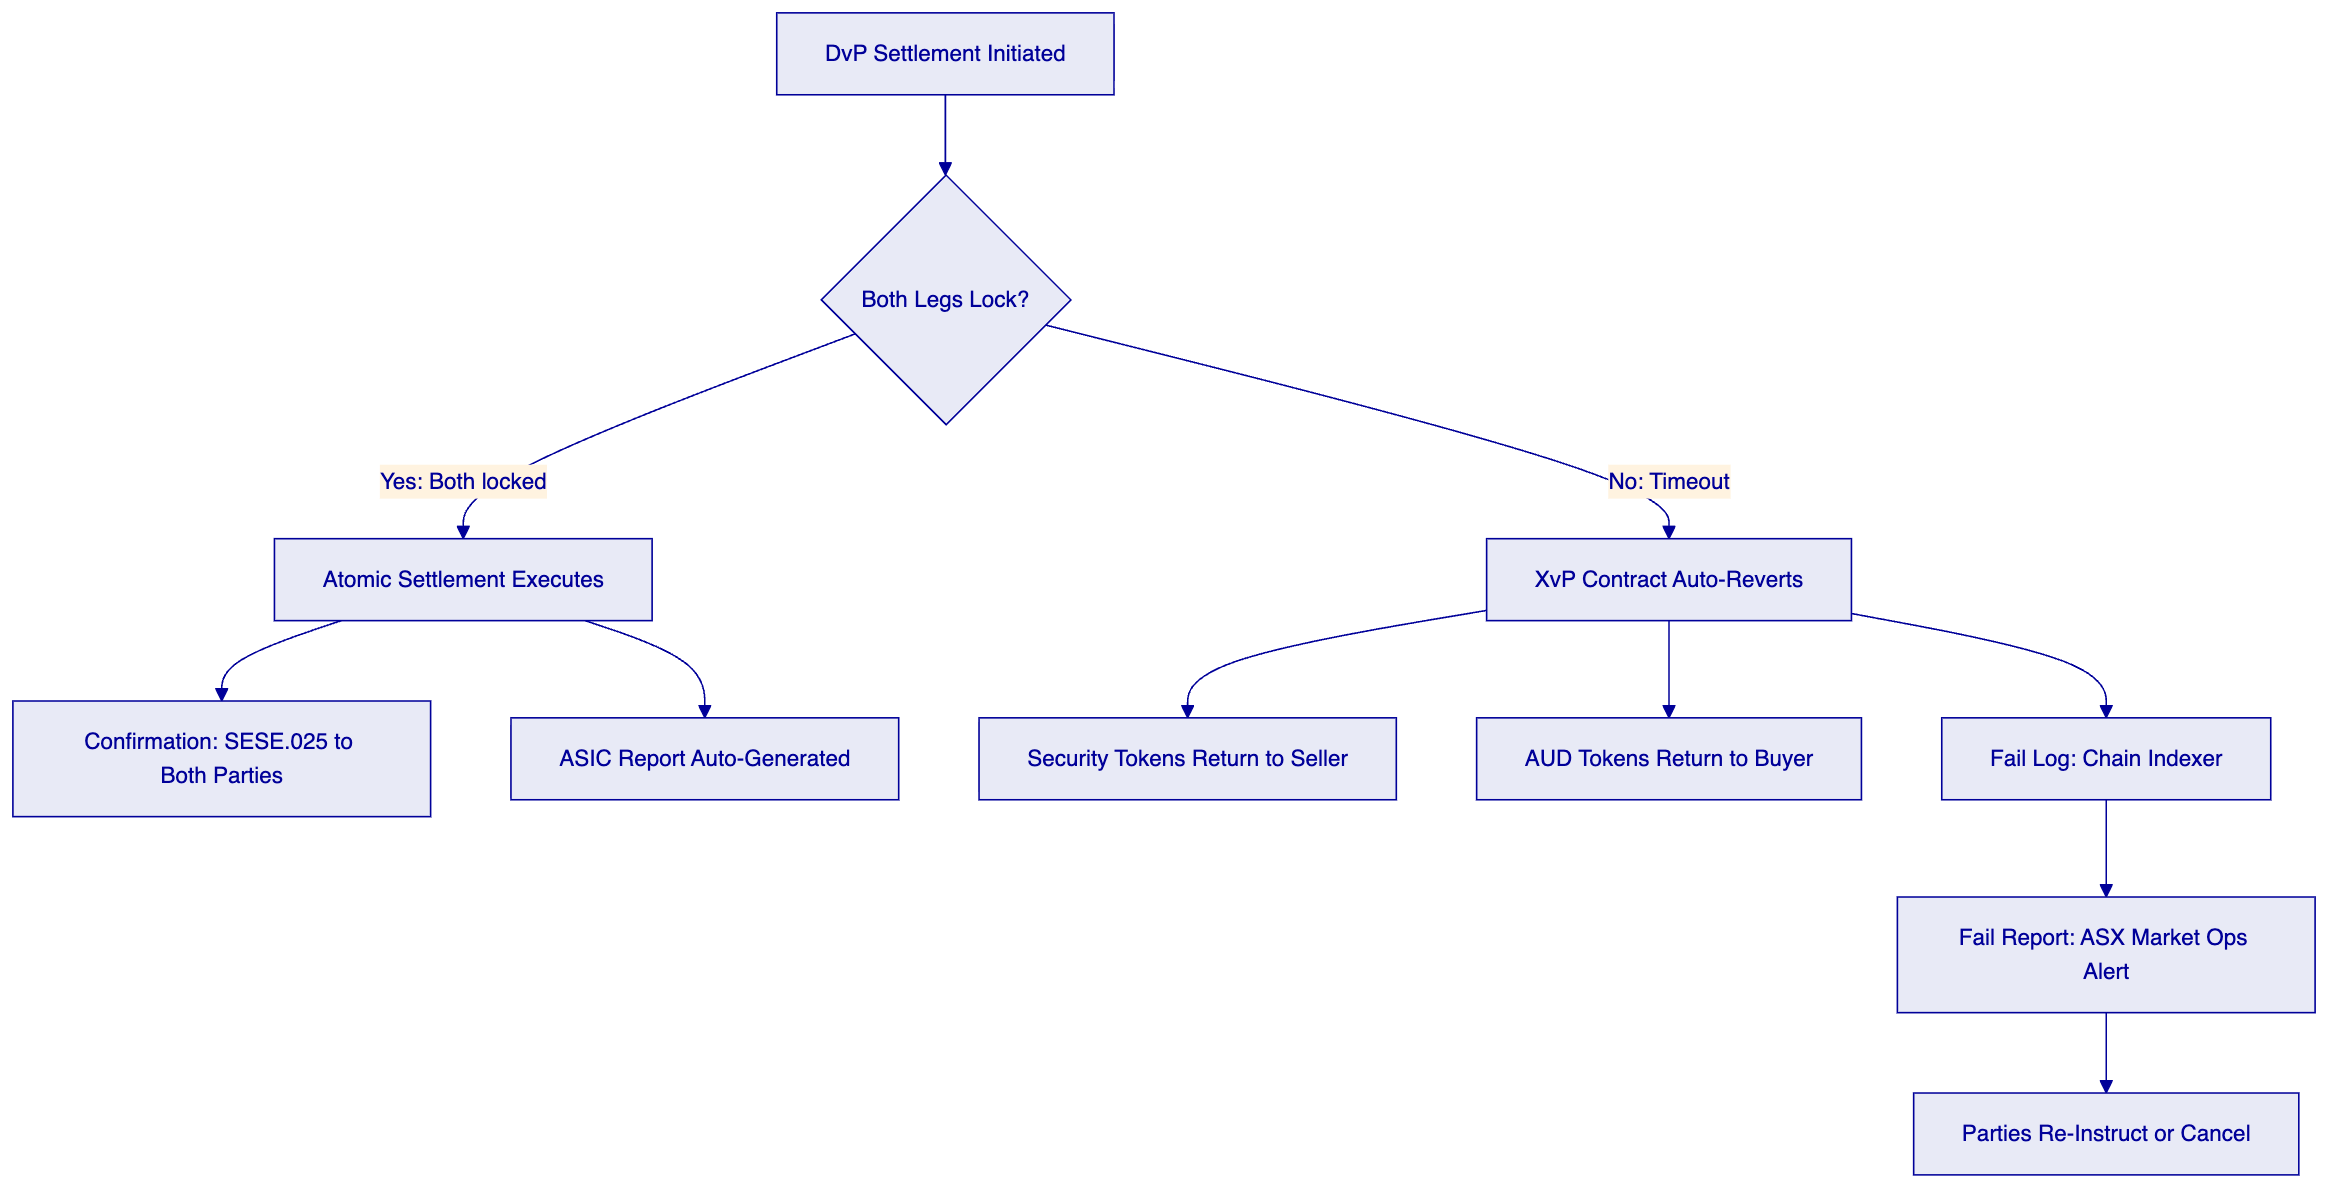 DvP Settlement Initiated
Both Legs Lock?
Yes: Both locked
No: Timeout
Atomic Settlement Executes
XvP Contract Auto-Reverts
Confirmation: SESE.025 to
Both Parties
ASIC Report Auto-Generated
Security Tokens Return to Seller
AUD Tokens Return to Buyer
Fail Log: Chain Indexer
Fail Report: ASX Market Ops
Alert
Parties Re-Instruct or Cancel